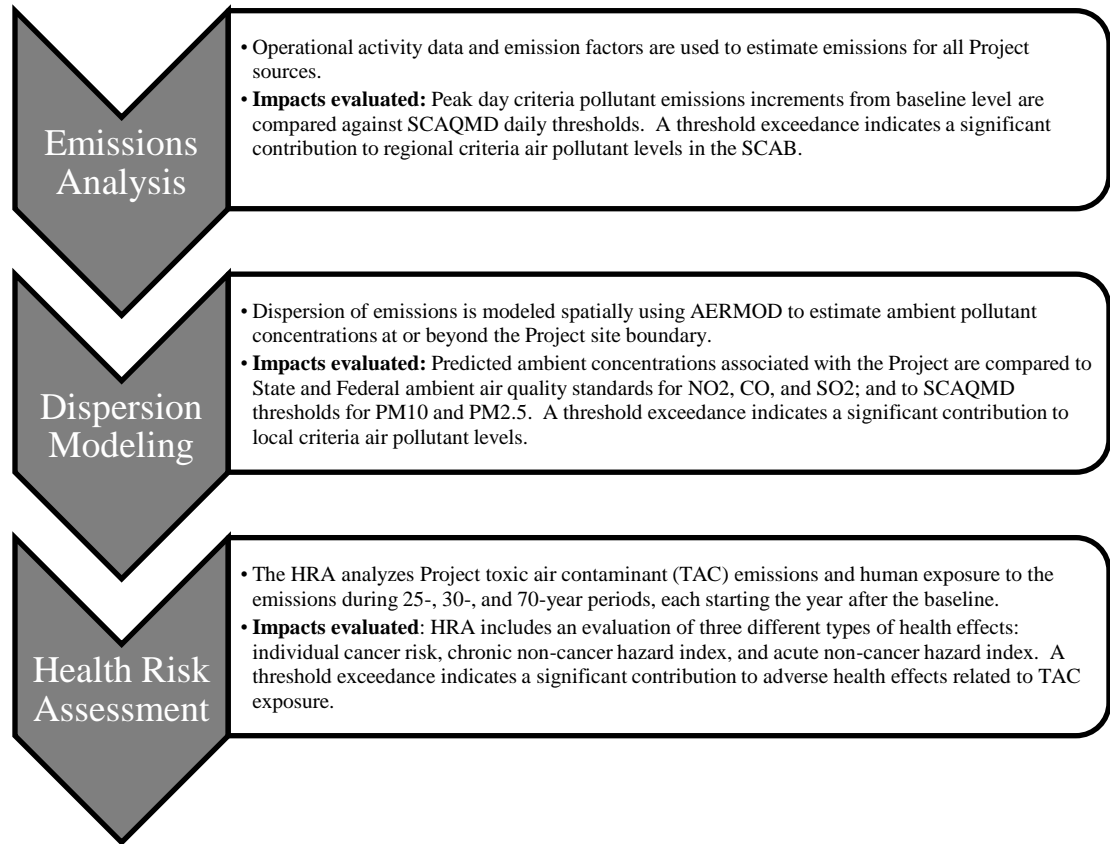 Emissions
Analysis
• Operational activity data and emission factors are used to estimate emissions for all Project
sources.
• Impacts evaluated: Peak day criteria pollutant emissions increments from baseline level are
compared against SCAQMD daily thresholds.  A threshold exceedance indicates a significant
contribution to regional criteria air pollutant levels in the SCAB.
Dispersion
Modeling
• Dispersion of emissions is modeled spatially using AERMOD to estimate ambient pollutant
concentrations at or beyond the Project site boundary.
• Impacts evaluated: Predicted ambient concentrations associated with the Project are compared to
State and Federal ambient air quality standards for NO2, CO, and SO2; and to SCAQMD
thresholds for PM10 and PM2.5.  A threshold exceedance indicates a significant contribution to
local criteria air pollutant levels.
Health Risk
Assessment
• The HRA analyzes Project toxic air contaminant (TAC) emissions and human exposure to the
emissions during 25-, 30-, and 70-year periods, each starting the year after the baseline.
• Impacts evaluated: HRA includes an evaluation of three different types of health effects:
individual cancer risk, chronic non-cancer hazard index, and acute non-cancer hazard index.  A
threshold exceedance indicates a significant contribution to adverse health effects related to TAC
exposure.